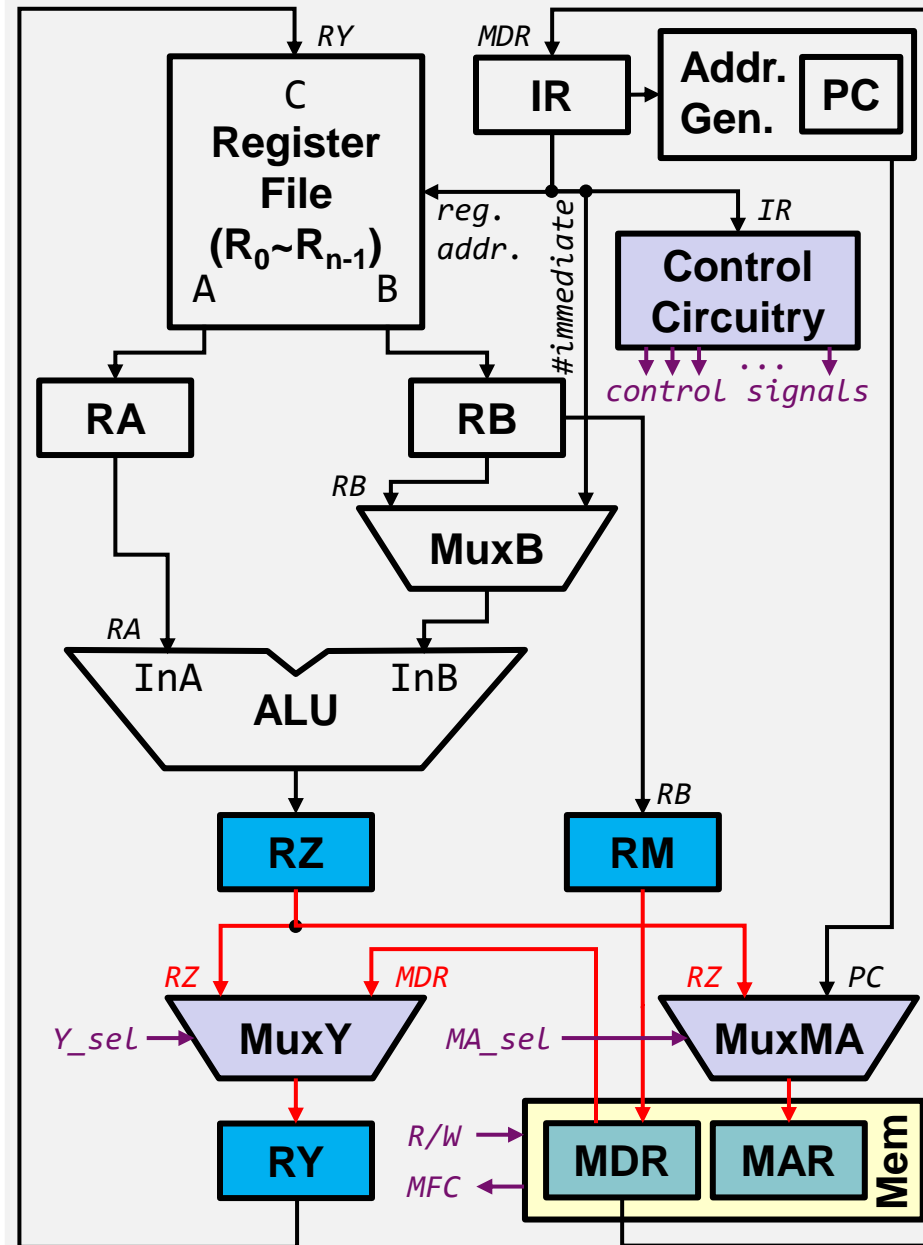 RY
MDR
C
Register
File
(R0~Rn-1)
A
B
IR
Addr.
Gen.
PC
reg.
addr.
#immediate
IR
Control
Circuitry
...
control signals
RA
RB
RB
MuxB
RA
InA
InB
ALU
RB
RZ
RM
RZ
MDR
RZ
PC
Y_sel
MuxY
MA_sel
MuxMA
RY
R/W
MFC
MDR
MAR
Mem